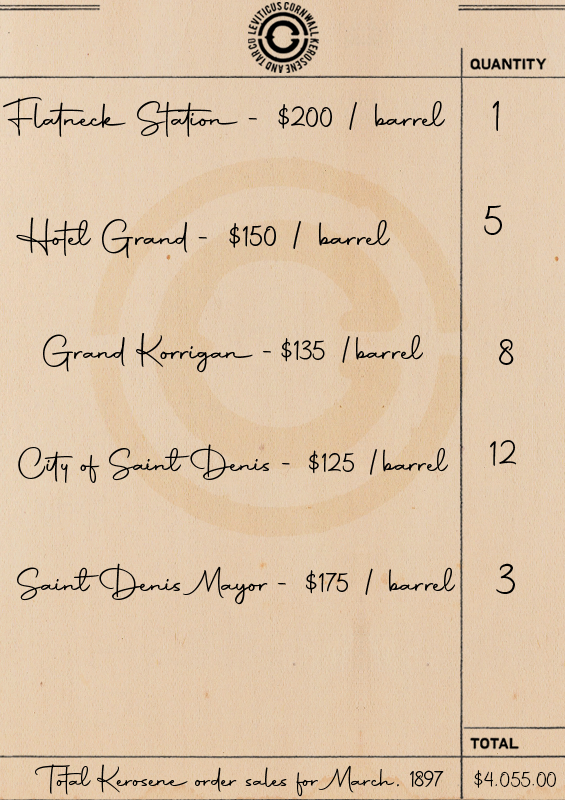 LEVITICUS CORNWALL KEROSENE AND TAR CO
QUANTITY
Flatneck Station - $200 / barrel 1
Hotel Grand - $150 / barrel 5
Grand Korrigan - $135 / barrel 8
City of Saint Denis - $125 / barrel 12
Saint Denis Mayor - $175 / barrel 3
TOTAL
Total Kerosene order sales for March. 1897 $4.055.00